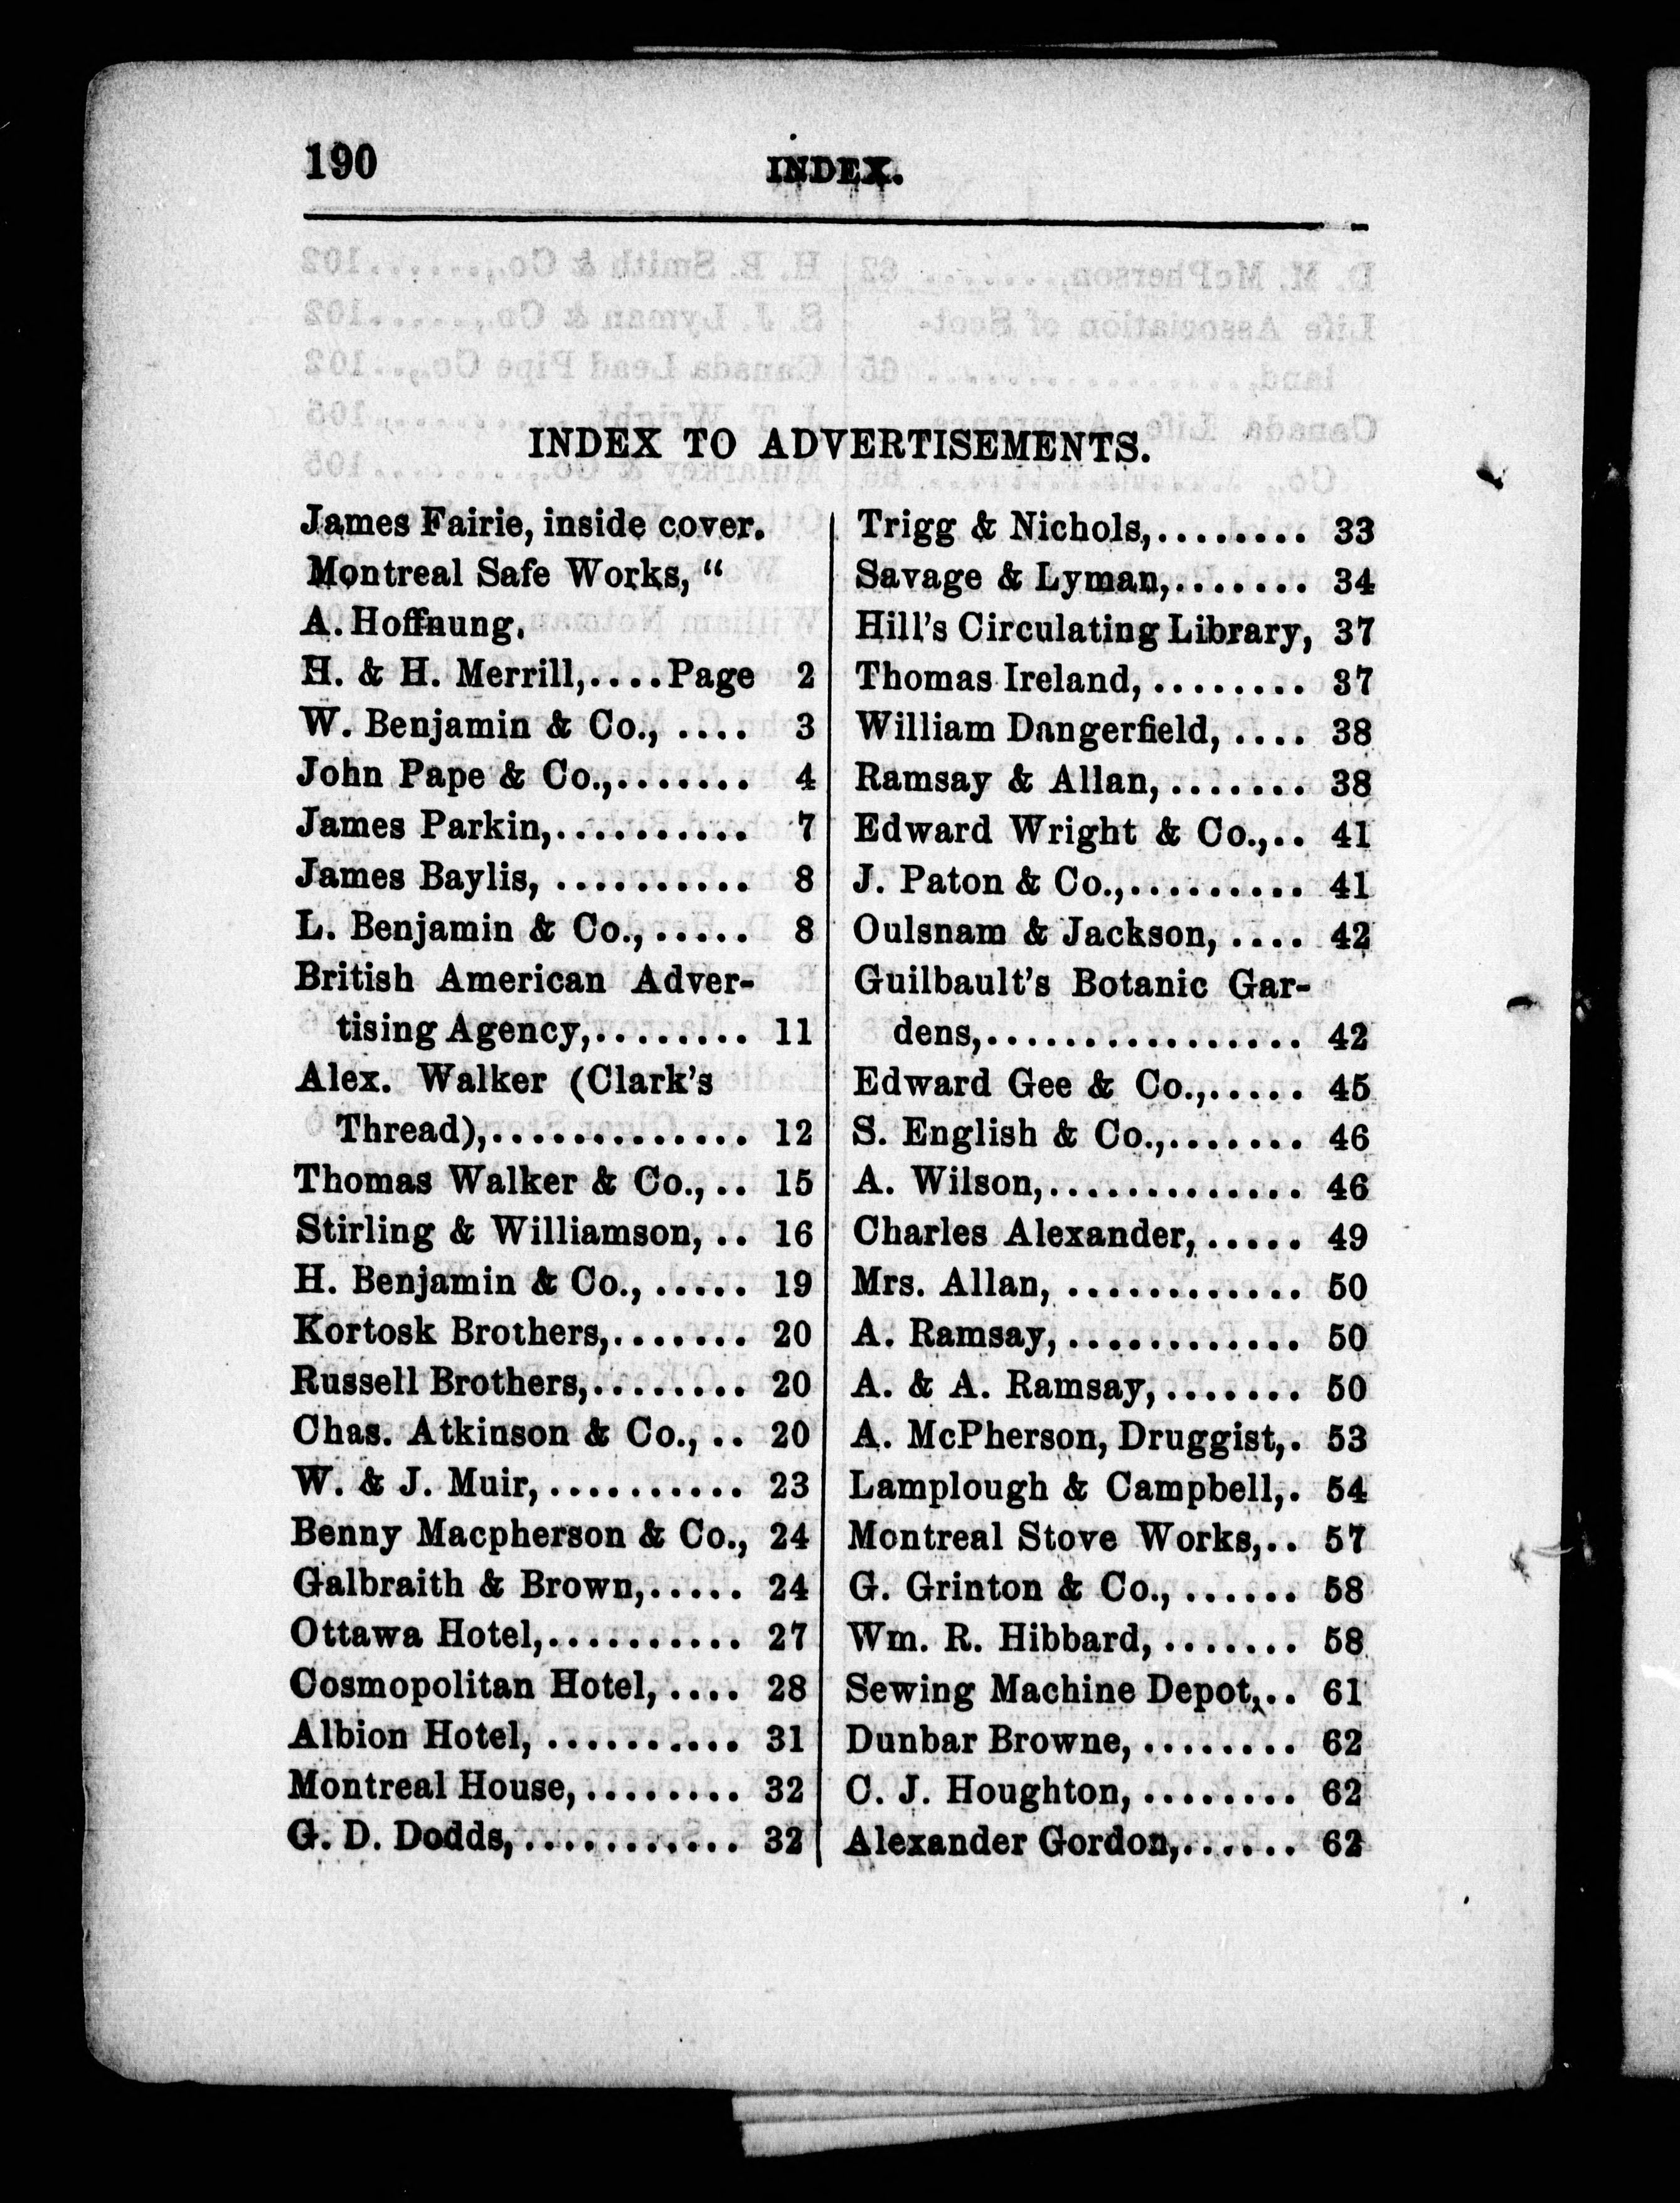 190
INDEX.
INDEX TO ADVERTISEMENTS.
James Fairie, inside cover.
Montreal Safe Works, “
A. Hoffnung.
H. & H. Merrill,....Page 2
W. Benjamin & Co., .... 3
John Pape & Co.,....... 4
James Parkin,.......... 7
James Baylis, .......... 8
L. Benjamin & Co., ..... 8
British American Adver-
tising Agency,........ 11
Alex. Walker (Clark's
Thread),............. 12
Thomas Walker & Co., .. 15
Stirling & Williamson, .. 16
H. Benjamin & Co., ..... 19
Kortosk Brothers,....... 20
Russell Brothers,........ 20
Chas. Atkinson & Co., .. 20
W. & J. Muir, .......... 23
Benny Macpherson & Co., 24
Galbraith & Brown,..... 24
Ottawa Hotel,.......... 27
Cosmopolitan Hotel, .... 28
Albion Hotel, .......... 31
Montreal House, ........ 32
G. D. Dodds, ........... 32
Trigg & Nichols,........ 33
Savage & Lyman,....... 34
Hill's Circulating Library, 37
Thomas Ireland, ........ 37
William Dangerfield, .... 38
Ramsay & Allan, ....... 38
Edward Wright & Co.,.. 41
J. Paton & Co.,......... 41
Oulsnam & Jackson, .... 42
Guilbault's Botanic Gar-
dens,................ 42
Edward Gee & Co.,..... 45
S. English & Co.,....... 46
A. Wilson,............. 46
Charles Alexander, ..... 49
Mrs. Allan, ............ 50
A. Ramsay, ............ 50
A. & A. Ramsay, ....... 50
A. McPherson, Druggist,. 53
Lamplough & Campbell,. 54
Montreal Stove Works,.. 57
G. Grinton & Co., ...... 58
Wm. R. Hibbard, ....... 58
Sewing Machine Depot,.. 61
Dunbar Browne, ........ 62
C. J. Houghton, ........ 62
Alexander Gordon,...... 62